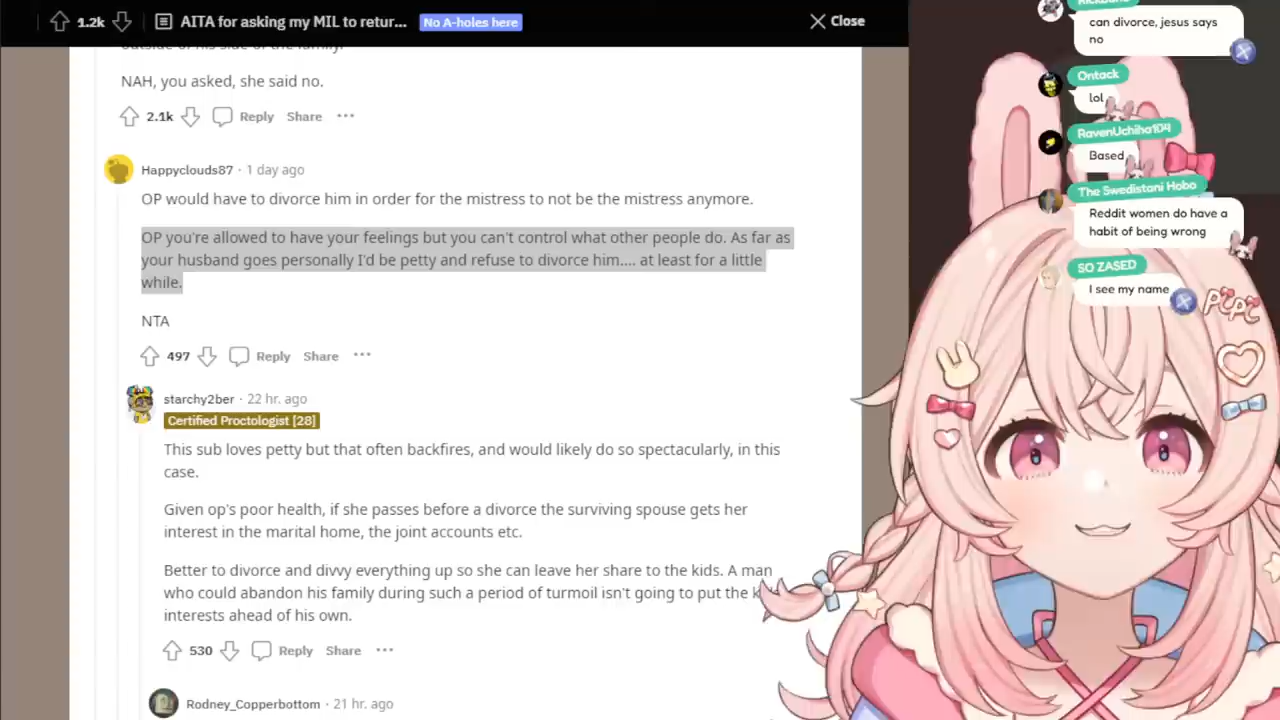 1.2k AITA for asking my MIL to retur... No A-holes here Close
outside of his side of the family.
NAH, you asked, she said no.
2.1k Reply Share ...
Happyclouds87 · 1 day ago
OP would have to divorce him in order for the mistress to not be the mistress anymore.
OP you're allowed to have your feelings but you can't control what other people do. As far as
your husband goes personally I'd be petty and refuse to divorce him.... at least for a little
while.
NTA
497 Reply Share ...
starchy2ber · 22 hr. ago
Certified Proctologist [28]
This sub loves petty but that often backfires, and would likely do so spectacularly, in this
case.
Given op's poor health, if she passes before a divorce the surviving spouse gets her
interest in the marital home, the joint accounts etc.
Better to divorce and divvy everything up so she can leave her share to the kids. A man
who could abandon his family during such a period of turmoil isn't going to put the
interests ahead of his own.
530 Reply Share ...
Rodney_Copperbottom · 21 hr. ago
can divorce, jesus says
no
Ontack
lol
RavenUchiha104
Based
The Swedistani Hobo
Reddit women do have a
habit of being wrong
SO ZASED
I see my name